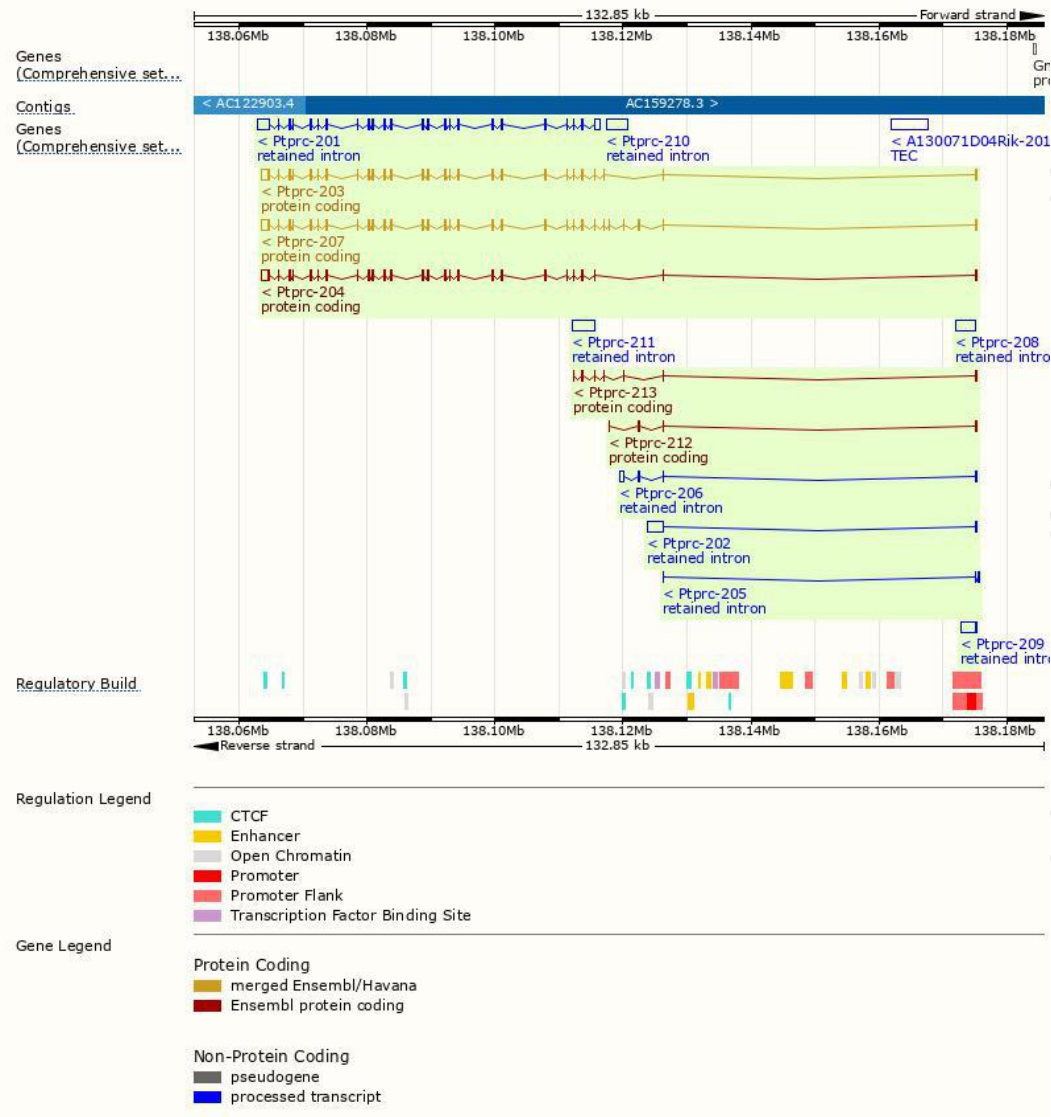 132.85 kb Forward strand
138.06Mb 138.08Mb 138.10Mb 138.12Mb 138.14Mb 138.16Mb 138.18Mb
Genes
(Comprehensive set...
Gm
pro
Contigs
< AC122903.4 AC159278.3 >
Genes
(Comprehensive set...
< Ptprc-201 < Ptprc-210 < A130071D04Rik-201
retained intron retained intron TEC
< Ptprc-203
protein coding
< Ptprc-207
protein coding
< Ptprc-204
protein coding
< Ptprc-211 < Ptprc-208
retained intron retained intro
< Ptprc-213
protein coding
< Ptprc-212
protein coding
< Ptprc-206
retained intron
< Ptprc-202
retained intron
< Ptprc-205
retained intron
< Ptprc-209
retained intro
Regulatory Build
138.06Mb 138.08Mb 138.10Mb 138.12Mb 138.14Mb 138.16Mb 138.18Mb
Reverse strand 132.85 kb
Regulation Legend
CTCF
Enhancer
Open Chromatin
Promoter
Promoter Flank
Transcription Factor Binding Site
Gene Legend
Protein Coding
merged Ensembl/Havana
Ensembl protein coding
Non-Protein Coding
pseudogene
processed transcript